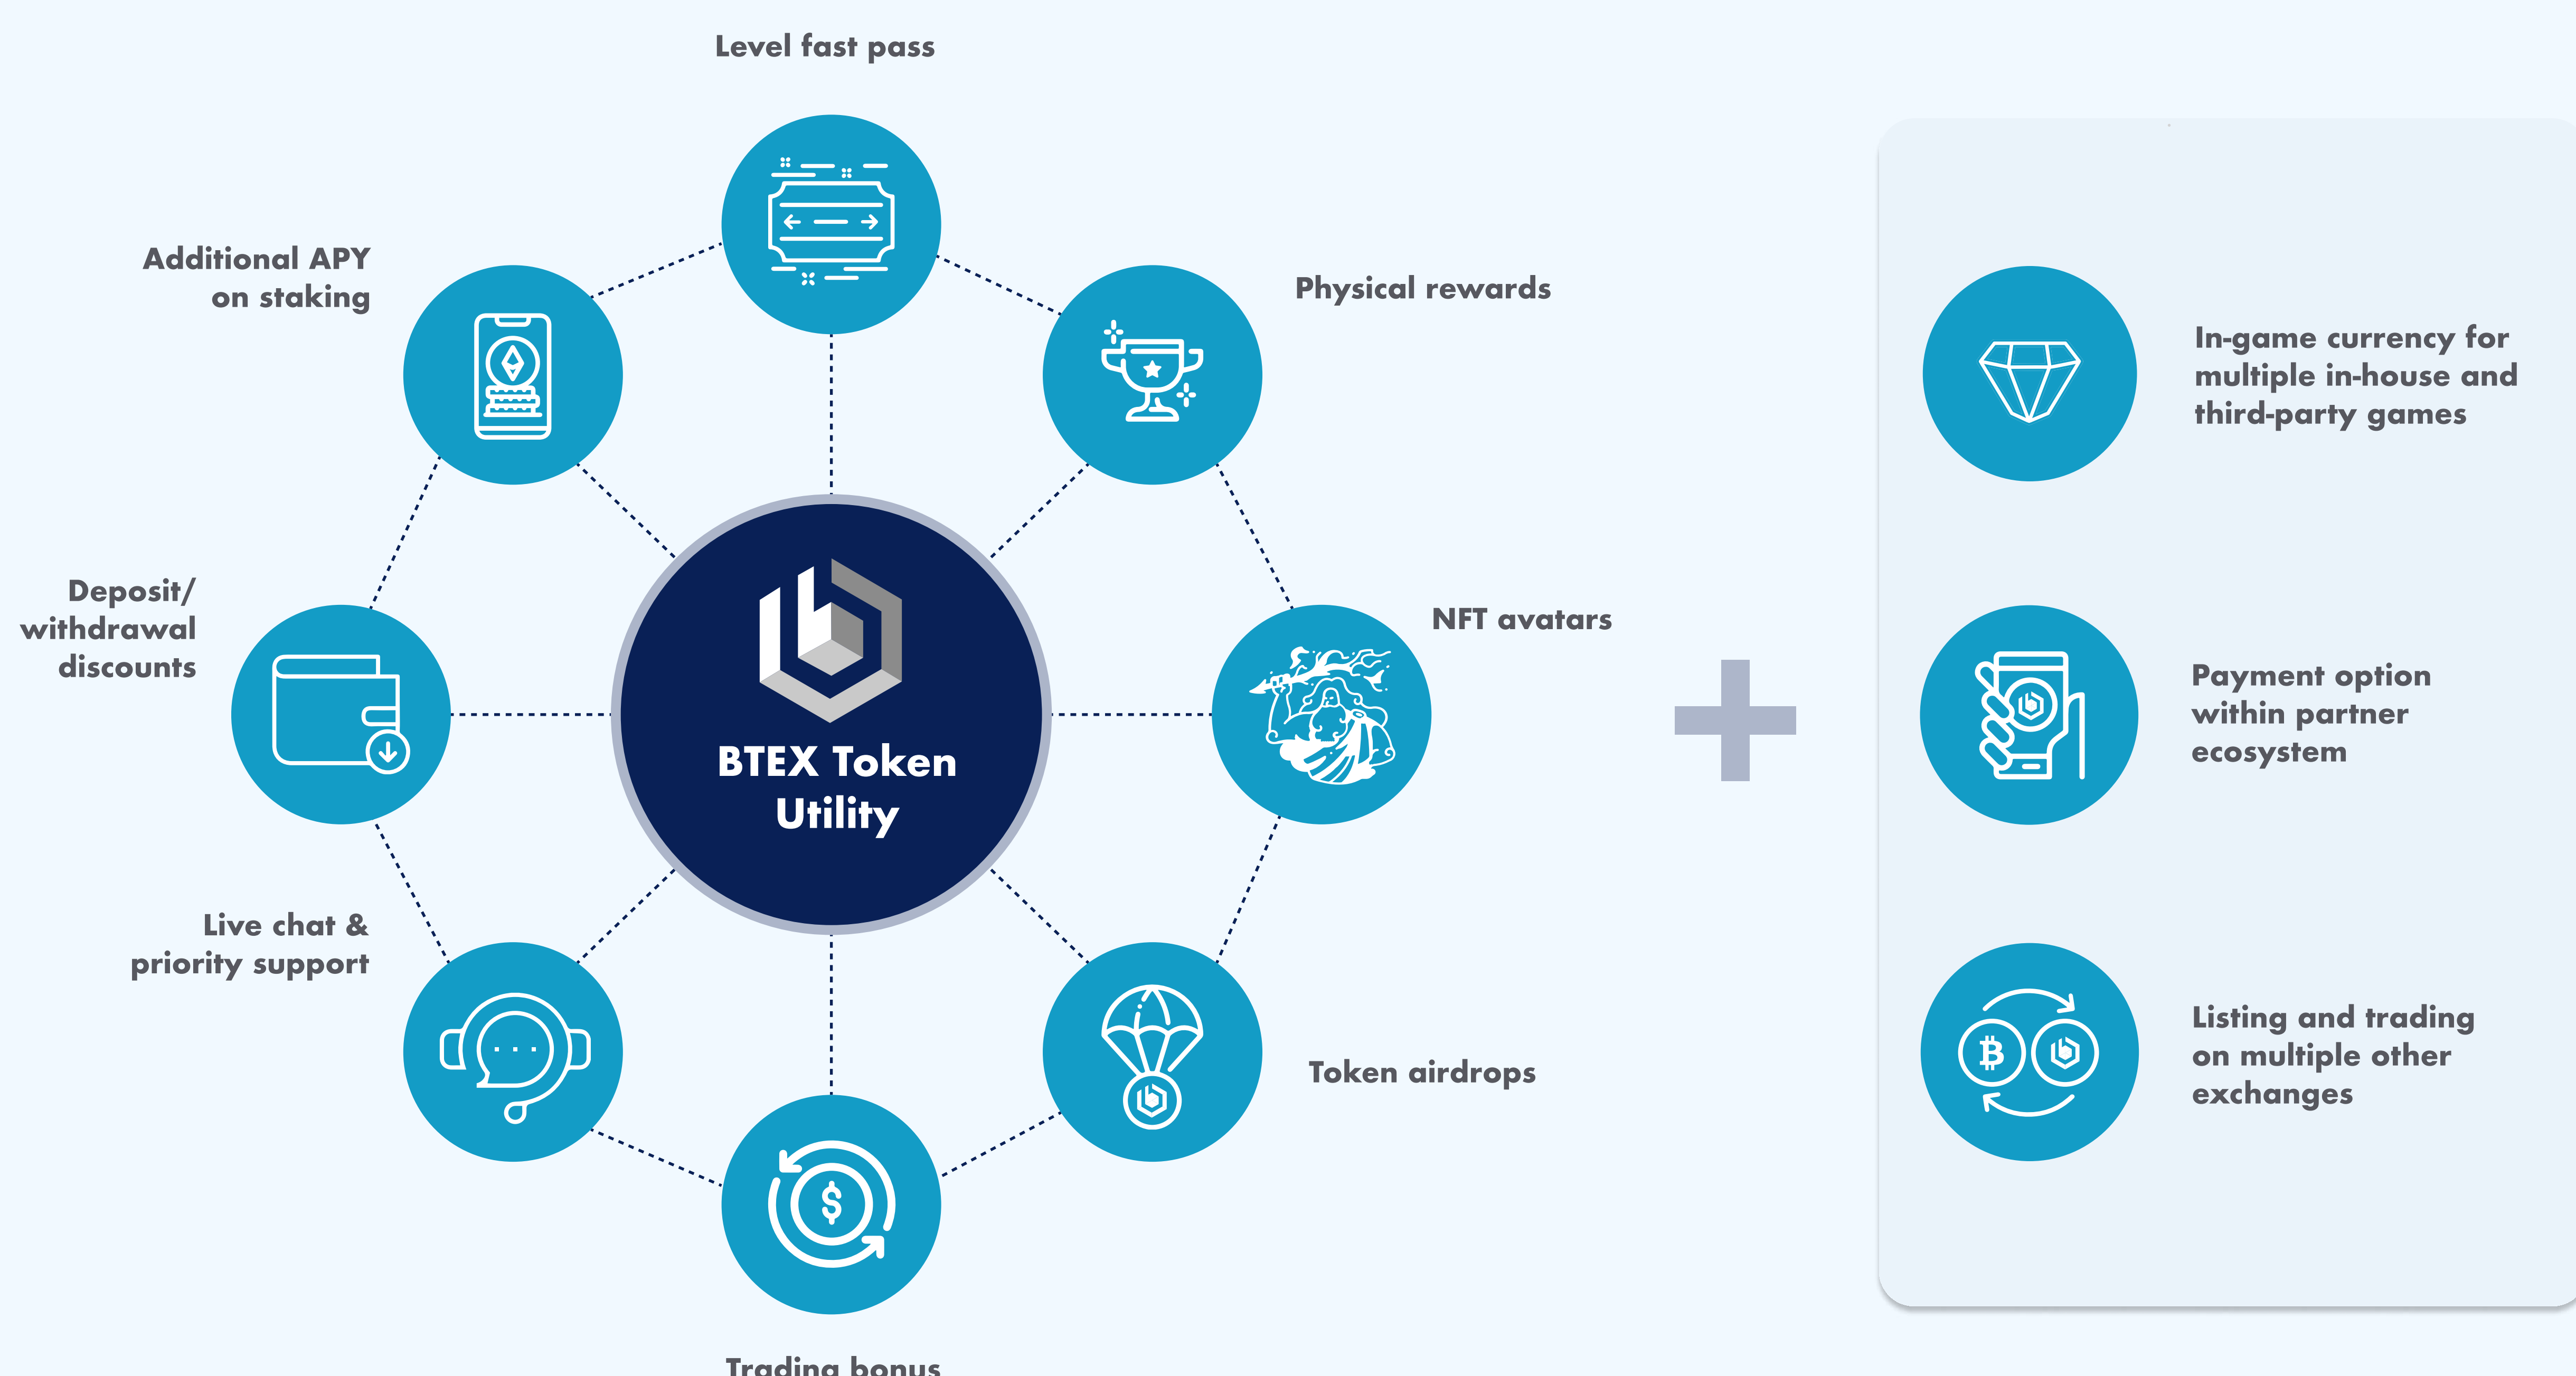 Level fast pass
Additional APY
on staking
Physical rewards
Deposit/
withdrawal
discounts
NFT avatars
BTEX Token
Utility
Live chat &
priority support
Token airdrops
$
Trading bonus
In-game currency for
multiple in-house and
third-party games
Payment option
within partner
ecosystem
Listing and trading
on multiple other
exchanges